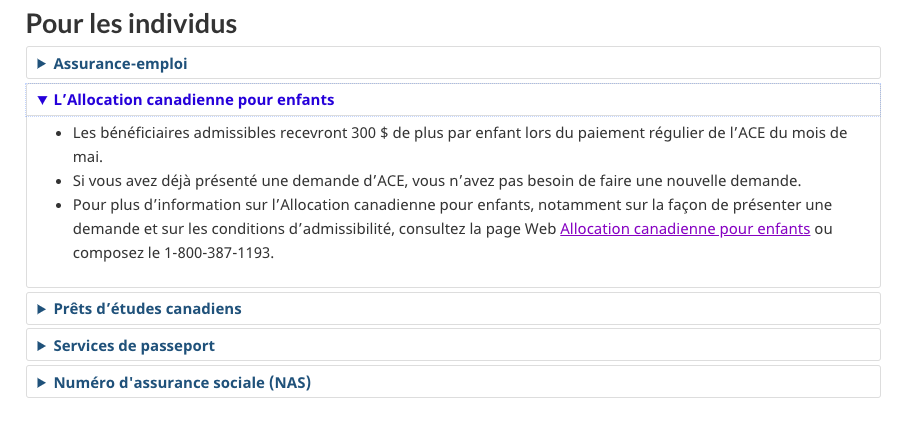 Pour les individus
Assurance-emploi
L’Allocation canadienne pour enfants
Les bénéficiaires admissibles recevront 300 $ de plus par enfant lors du paiement régulier de l’ACE du mois de
mai.
Si vous avez déjà présenté une demande d’ACE, vous n’avez pas besoin de faire une nouvelle demande.
Pour plus d’information sur l’Allocation canadienne pour enfants, notamment sur la façon de présenter une
demande et sur les conditions d’admissibilité, consultez la page Web Allocation canadienne pour enfants ou
composez le 1-800-387-1193.
Prêts d’études canadiens
Services de passeport
Numéro d'assurance sociale (NAS)